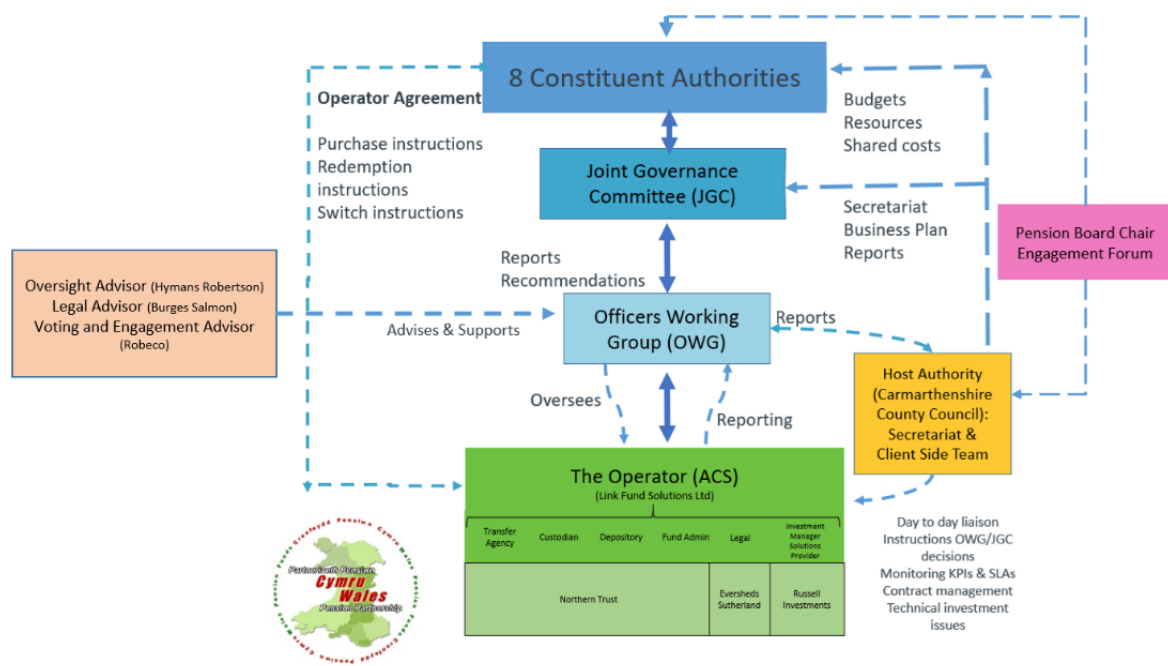 8 Constituent Authorities
Operator Agreement
Purchase instructions
Redemption
instructions
Switch instructions
Budgets
Resources
Shared costs
Joint Governance
Committee (JGC)
Secretariat
Business Plan
Reports
Pension Board Chair
Engagement Forum
Reports
Recommendations
Oversight Advisor (Hymans Robertson)
Legal Advisor (Burges Salmon)
Voting and Engagement Advisor
(Robeco)
Advises & Supports
Officers Working
Group (OWG)
Reports
Host Authority
(Carmarthenshire
County Council):
Secretariat &
Client Side Team
Oversees
Reporting
The Operator (ACS)
(Link Fund Solutions Ltd)
Transfer
Agency
Custodian
Depository
Fund Admin
Legal
Investment
Manager
Solutions
Provider
Northern Trust
Eversheds
Sutherland
Russell
Investments
Day to day liaison
Instructions OWG/JGC
decisions
Monitoring KPIs & SLAs
Contract management
Technical investment
issues
Partneriaeth Pensiwn
Cymru
Wales
Pension Partnership